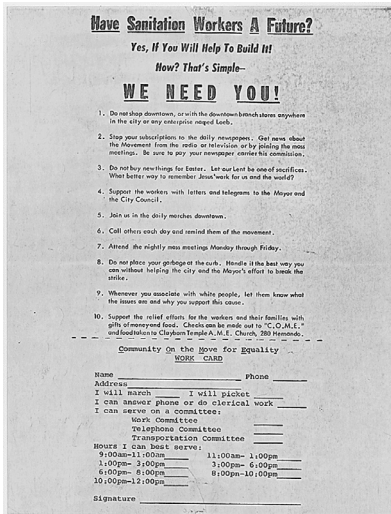 Have Sanitation Workers A Future?
Yes, If You Will Help To Build It!
How? That's Simple—
WE NEED YOU!
1. Do not shop downtown, or with the downtown branch stores anywhere
in the city or any enterprise named Loeb.
2. Stop your subscriptions to the daily newspapers. Get news about
the Movement from the radio or television or by joining the mass
meetings. Be sure to pay your newspaper carrier his commission.
3. Do not buy new things for Easter. Let our Lent be one of sacrifices.
What better way to remember Jesus' work for us and the world?
4. Support the workers with letters and telegrams to the Mayor and
the City Council.
5. Join us in the daily marches downtown.
6. Call others each day and remind them of the movement.
7. Attend the nightly mass meetings Monday through Friday.
8. Do not place your garbage at the curb. Handle it the best way you
can without helping the city and the Mayor's effort to break the
strike.
9. Whenever you associate with white people, let them know what
the issues are and why you support this cause.
10. Support the relief efforts for the workers and their families with
gifts of money and food. Checks can be made out to "C.O.M.E."
and food taken to Clayborn Temple A.M.E. Church, 280 Hernando.
Community On the Move for Equality
WORK CARD
Name Phone
Address
I will march I will picket
I can answer phone or do clerical work
I can serve on a committee:
Work Committee
Telephone Committee
Transportation Committee
Hours I can best serve:
9:00am-11:00am 11:00am- 1:00pm
1:00pm- 3:00pm 3:00pm- 6:00pm
6:00pm- 8:00pm 8:00pm-10:00pm
10:00pm-12:00pm
Signature